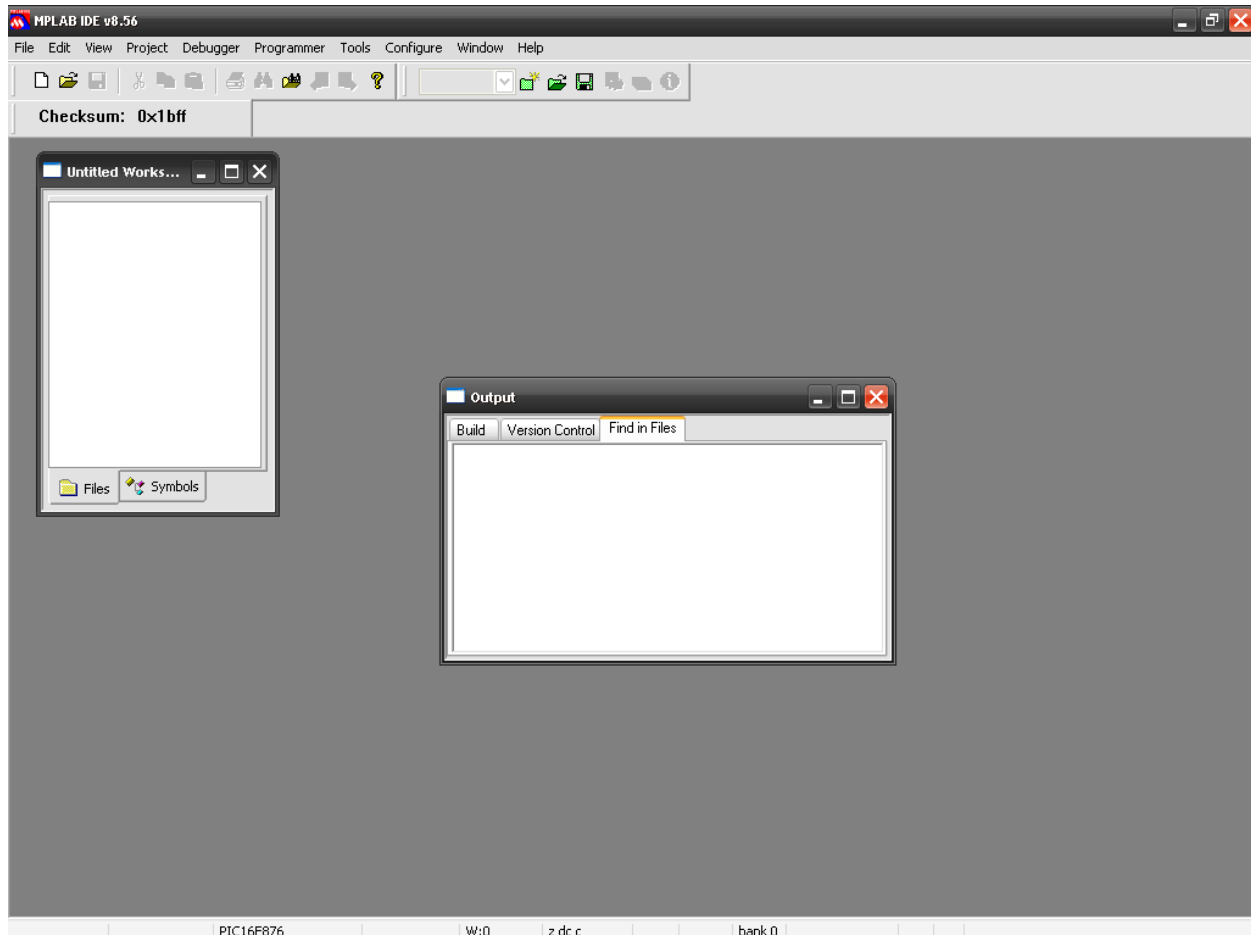 MPLAB IDE v8.56
File Edit View Project Debugger Programmer Tools Configure Window Help
Checksum: 0x1bff
Untitled Works...
Files Symbols
Output
Build Version Control Find in Files
PIC16F876 W:0 z dc c bank 0